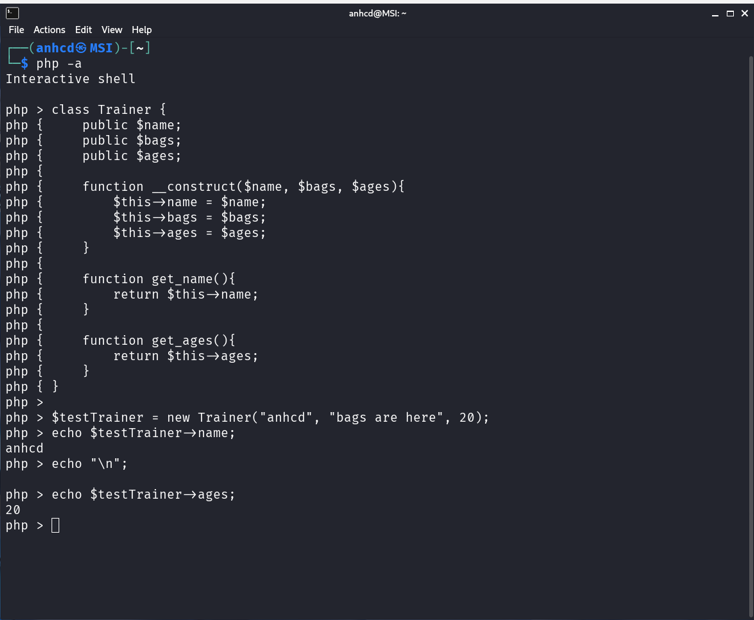 anhcd@MSI: ~
File Actions Edit View Help
┌──(anhcd㉿MSI)-[~]
└─$ php -a
Interactive shell
php > class Trainer {
php {     public $name;
php {     public $bags;
php {     public $ages;
php {
php {     function __construct($name, $bags, $ages){
php {         $this->name = $name;
php {         $this->bags = $bags;
php {         $this->ages = $ages;
php {     }
php {
php {     function get_name(){
php {         return $this->name;
php {     }
php {
php {     function get_ages(){
php {         return $this->ages;
php {     }
php { }
php >
php > $testTrainer = new Trainer("anhcd", "bags are here", 20);
php > echo $testTrainer->name;
anhcd
php > echo "\n";
php > echo $testTrainer->ages;
20
php >